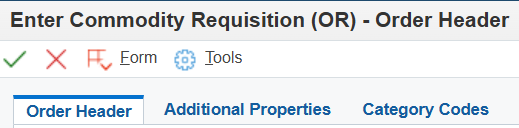 Enter Commodity Requisition (OR) - Order Header
Form Tools
Order Header Additional Properties Category Codes